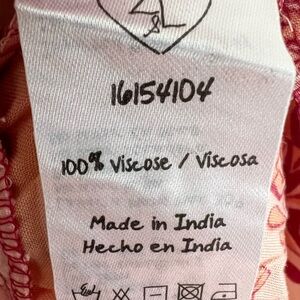 16154104
100% Viscose / Viscosa
Made in India
Hecho en India